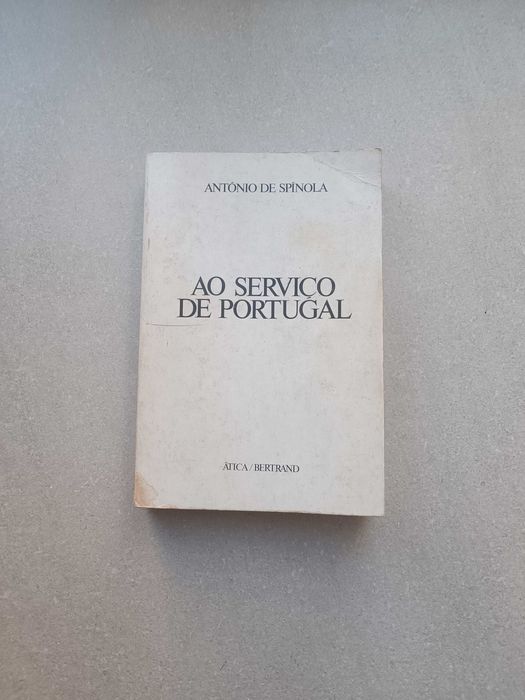 ANTÓNIO DE SPÍNOLA
AO SERVIÇO
DE PORTUGAL
ÁTICA / BERTRAND